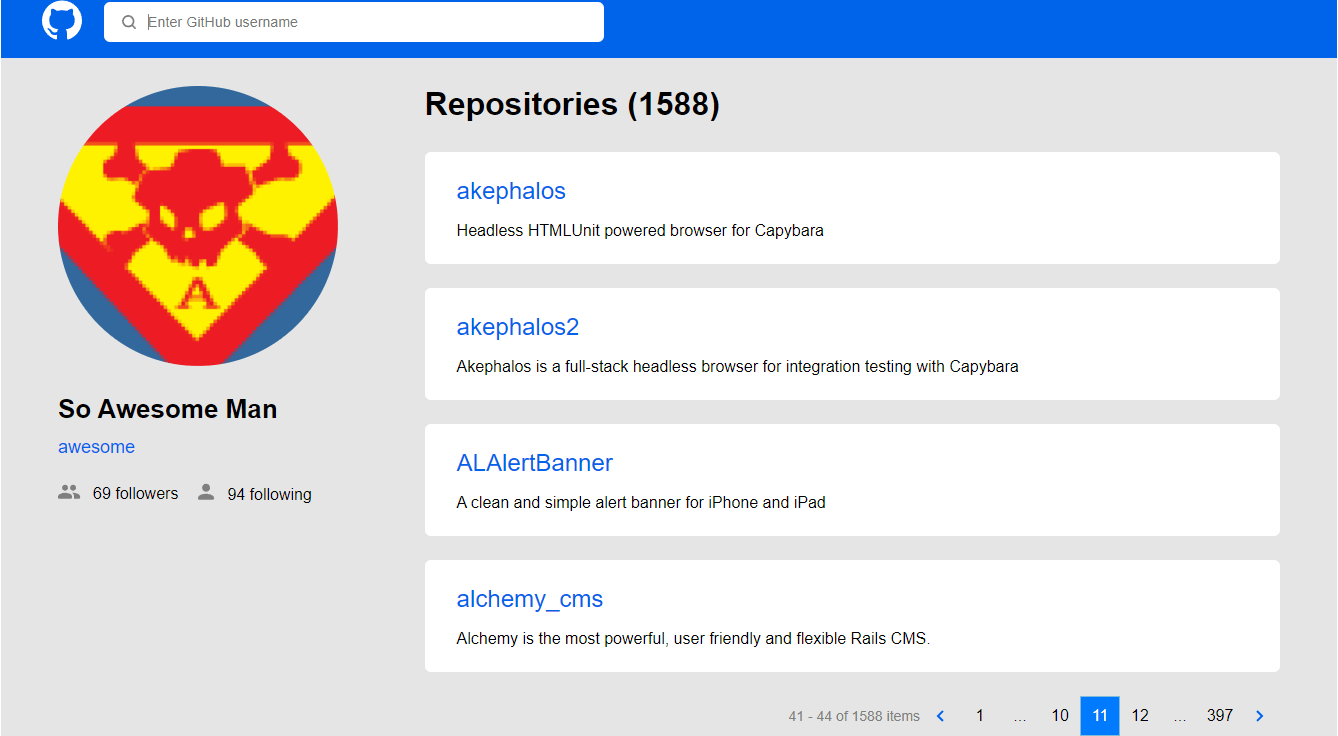 Enter GitHub username
Repositories (1588)
akephalos
Headless HTMLUnit powered browser for Capybara
akephalos2
Akephalos is a full-stack headless browser for integration testing with Capybara
A
So Awesome Man
awesome
69 followers 94 following
ALAlertBanner
A clean and simple alert banner for iPhone and iPad
alchemy_cms
Alchemy is the most powerful, user friendly and flexible Rails CMS.
41 - 44 of 1588 items 1 ... 10 11 12 ... 397